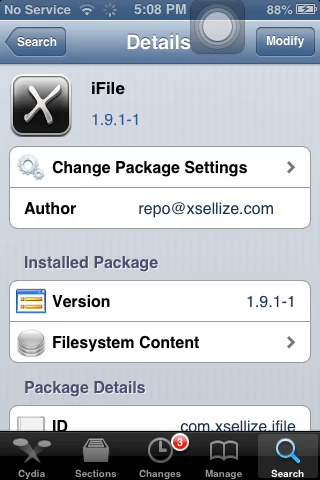 No Service 5:08 PM 88%
Search Details Modify
iFile
1.9.1-1
Change Package Settings
Author repo@xsellize.com
Installed Package
Version 1.9.1-1
Filesystem Content
Package Details
ID com.xsellize.ifile
3
Cydia Sections Changes Manage Search